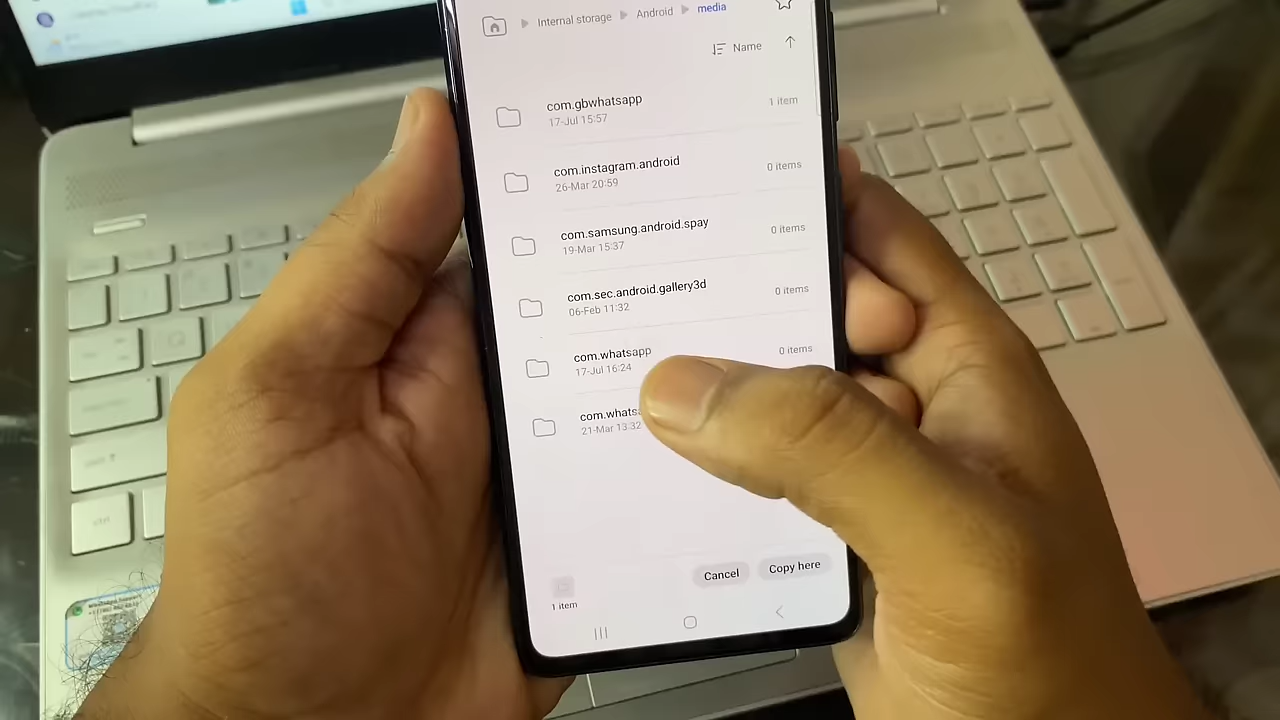 Internal storage Android media
Name
com.gbwhatsapp
17-Jul 15:57
1 item
com.instagram.android
26-Mar 20:59
0 items
com.samsung.android.spay
19-Mar 15:37
0 items
com.sec.android.gallery3d
06-Feb 11:32
0 items
com.whatsapp
17-Jul 16:24
0 items
com.whats
21-Mar 13:32
1 item
Cancel
Copy here